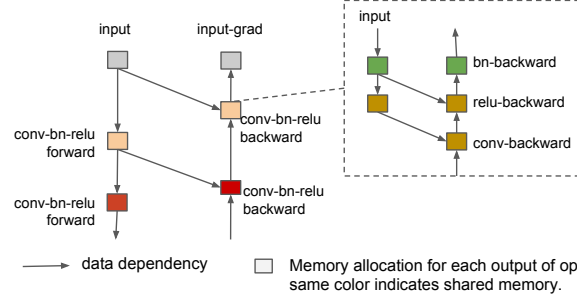 input
input-grad
input
bn-backward
relu-backward
conv-backward
conv-bn-relu
forward
conv-bn-relu
backward
conv-bn-relu
forward
conv-bn-relu
backward
data dependency
Memory allocation for each output of op
same color indicates shared memory.